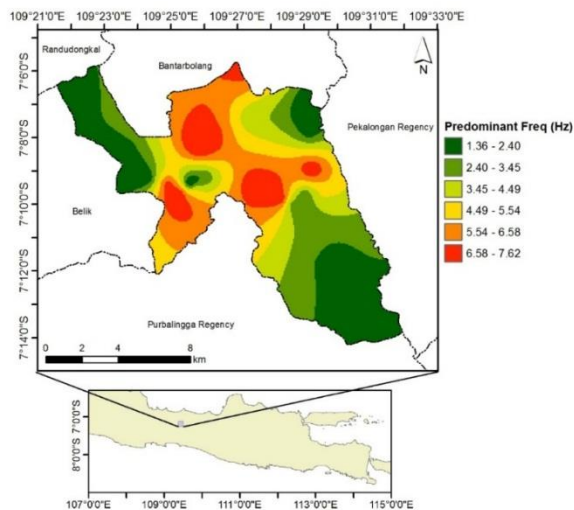 109°21'0"E 109°23'0"E 109°25'0"E 109°27'0"E 109°29'0"E 109°31'0"E 109°33'0"E
Randudongkal
Bantarbolang
N
7°6'0"S
7°8'0"S
7°10'0"S
7°12'0"S
7°14'0"S
Pekalongan Regency
Belik
Purbalingga Regency
0 2 4 8
km
Predominant Freq (Hz)
1.36 - 2.40
2.40 - 3.45
3.45 - 4.49
4.49 - 5.54
5.54 - 6.58
6.58 - 7.62
7°0'0"S
8°0'0"S
107°0'0"E 109°0'0"E 111°0'0"E 113°0'0"E 115°0'0"E